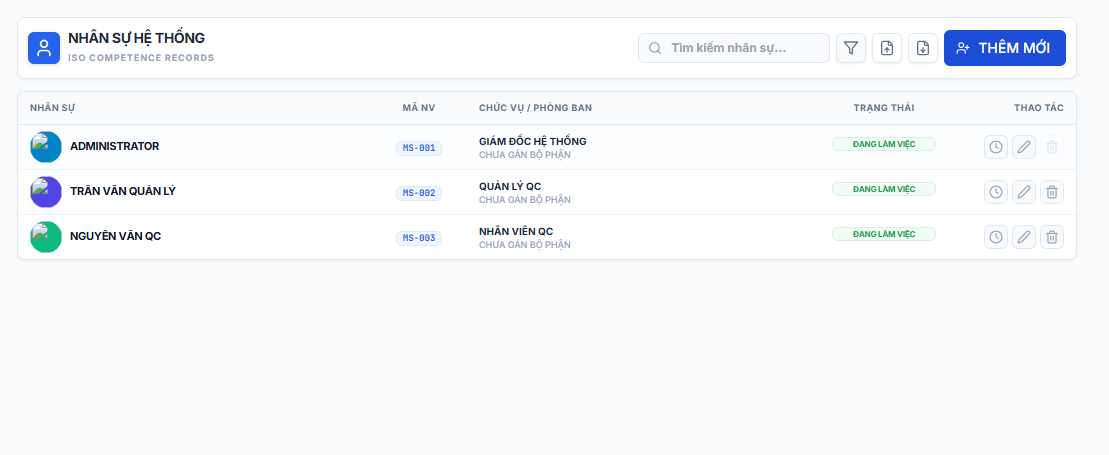 NHÂN SỰ HỆ THỐNG
ISO COMPETENCE RECORDS
Tìm kiếm nhân sự...
THÊM MỚI
NHÂN SỰ MÃ NV CHỨC VỤ / PHÒNG BAN TRẠNG THÁI THAO TÁC
ADMINISTRATOR MS-001 GIÁM ĐỐC HỆ THỐNG ĐANG LÀM VIỆC
CHƯA GÁN BỘ PHẬN
TRẦN VĂN QUẢN LÝ MS-002 QUẢN LÝ QC ĐANG LÀM VIỆC
CHƯA GÁN BỘ PHẬN
NGUYỄN VĂN QC MS-003 NHÂN VIÊN QC ĐANG LÀM VIỆC
CHƯA GÁN BỘ PHẬN